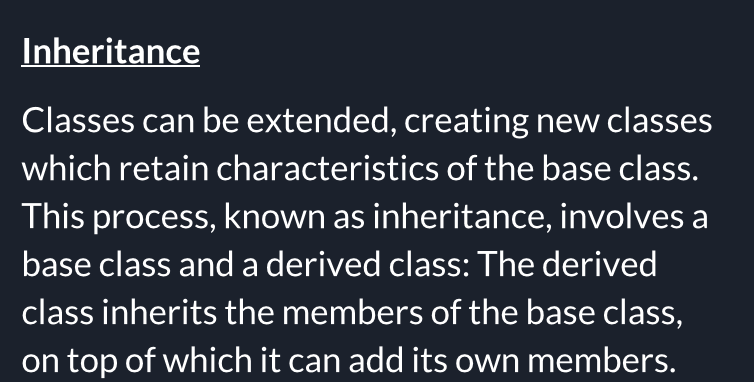 Inheritance
Classes can be extended, creating new classes
which retain characteristics of the base class.
This process, known as inheritance, involves a
base class and a derived class: The derived
class inherits the members of the base class,
on top of which it can add its own members.